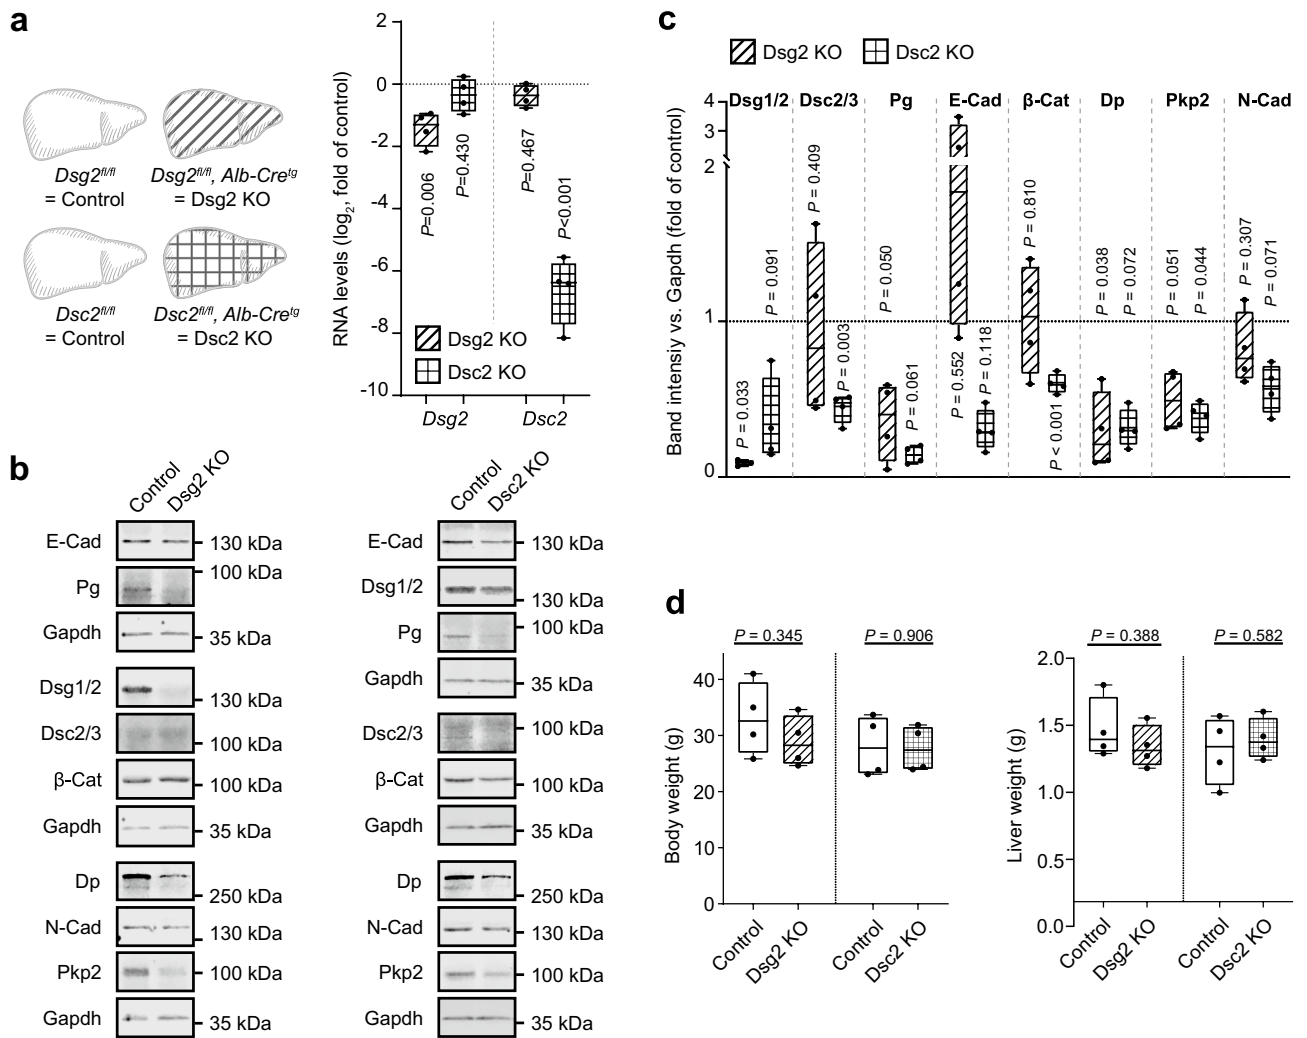 a
Dsg2fl/fl
= Control
Dsg2fl/fl, Alb-Cretg
= Dsg2 KO
Dsc2fl/fl
= Control
Dsc2fl/fl, Alb-Cretg
= Dsc2 KO
RNA levels (log2, fold of control)
2
0
-2
-4
-6
-8
-10
P=0.006
P=0.430
P=0.467
P<0.001
Dsg2 KO
Dsc2 KO
Dsg2
Dsc2
b
Control
Dsg2 KO
E-Cad
130 kDa
Pg
100 kDa
Gapdh
35 kDa
Dsg1/2
130 kDa
Dsc2/3
100 kDa
β-Cat
100 kDa
Gapdh
35 kDa
Dp
250 kDa
N-Cad
130 kDa
Pkp2
100 kDa
Gapdh
35 kDa
Control
Dsc2 KO
E-Cad
130 kDa
Dsg1/2
130 kDa
Pg
100 kDa
Gapdh
35 kDa
Dsc2/3
100 kDa
β-Cat
100 kDa
Gapdh
35 kDa
Dp
250 kDa
N-Cad
130 kDa
Pkp2
100 kDa
Gapdh
35 kDa
c
Dsg2 KO
Dsc2 KO
Band intensiy vs. Gapdh (fold of control)
4
3
2
1
0
Dsg1/2
Dsc2/3
Pg
E-Cad
β-Cat
Dp
Pkp2
N-Cad
P = 0.033
P = 0.091
P = 0.409
P = 0.003
P = 0.050
P = 0.061
P = 0.552
P = 0.118
P = 0.810
P < 0.001
P = 0.038
P = 0.072
P = 0.051
P = 0.044
P = 0.307
P = 0.071
d
P = 0.345
P = 0.906
Body weight (g)
40
30
20
10
0
Control
Dsg2 KO
Control
Dsc2 KO
P = 0.388
P = 0.582
Liver weight (g)
2.0
1.5
1.0
0.5
0.0
Control
Dsg2 KO
Control
Dsc2 KO